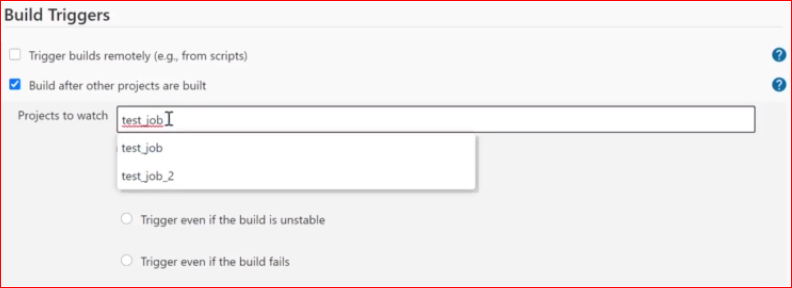 Build Triggers
Trigger builds remotely (e.g., from scripts)
?
Build after other projects are built
?
Projects to watch
test_job
test_job
test_job_2
Trigger even if the build is unstable
Trigger even if the build fails